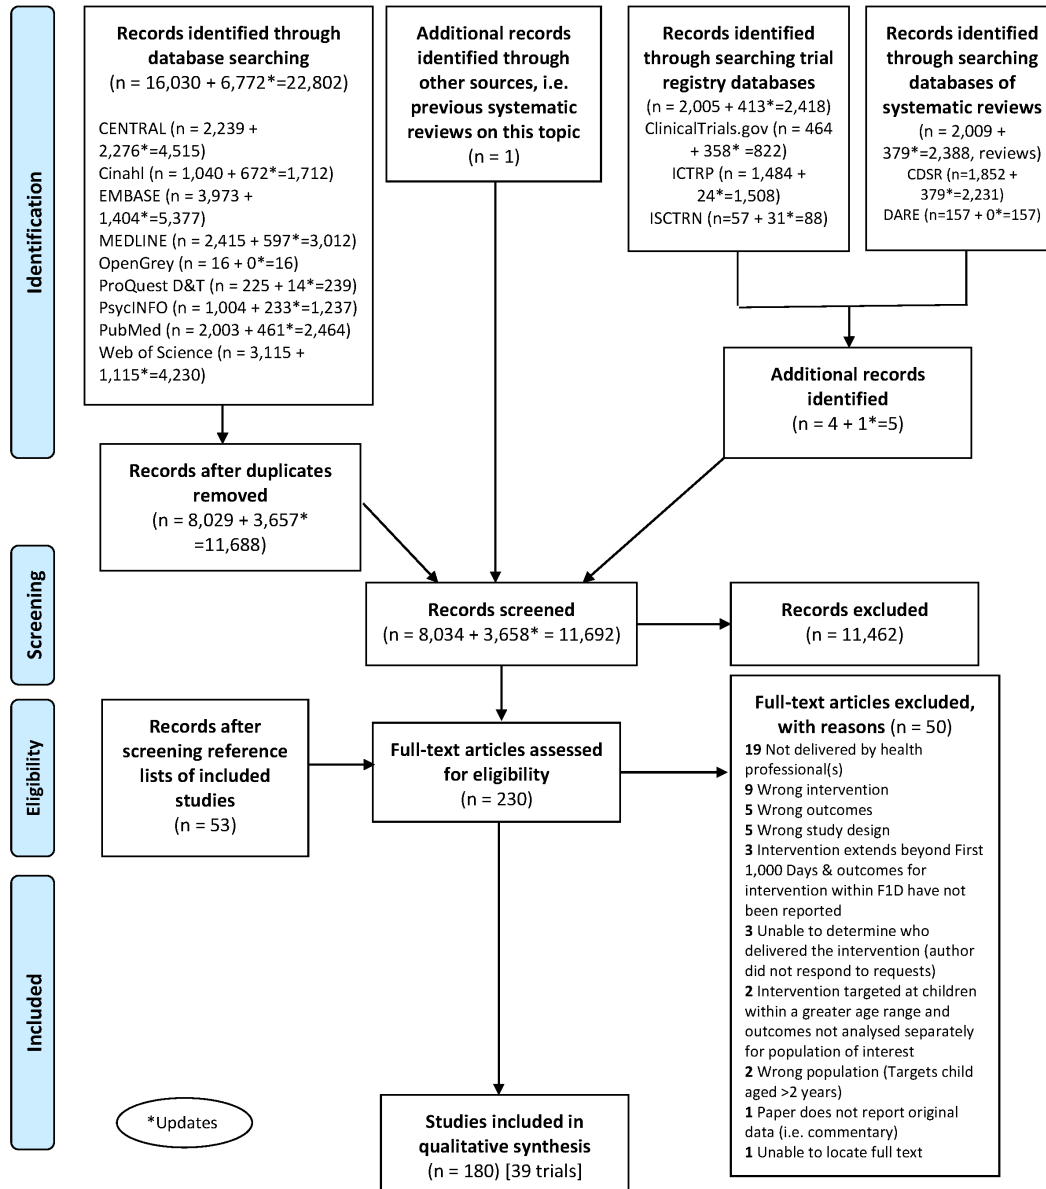 Identification
Records identified through
database searching
(n = 16,030 + 6,772*=22,802)
CENTRAL (n = 2,239 +
2,276*=4,515)
Cinahl (n = 1,040 + 672*=1,712)
EMBASE (n = 3,973 +
1,404*=5,377)
MEDLINE (n = 2,415 + 597*=3,012)
OpenGrey (n = 16 + 0*=16)
ProQuest D&T (n = 225 + 14*=239)
PsycINFO (n = 1,004 + 233*=1,237)
PubMed (n = 2,003 + 461*=2,464)
Web of Science (n = 3,115 +
1,115*=4,230)
Additional records
identified through
other sources, i.e.
previous systematic
reviews on this topic
(n = 1)
Records identified
through searching trial
registry databases
(n = 2,005 + 413*=2,418)
ClinicalTrials.gov (n = 464
+ 358* =822)
ICTRP (n = 1,484 +
24*=1,508)
ISCTRN (n=57 + 31*=88)
Records identified
through searching
databases of
systematic reviews
(n = 2,009 +
379*=2,388, reviews)
CDSR (n=1,852 +
379*=2,231)
DARE (n=157 + 0*=157)
Additional records
identified
(n = 4 + 1*=5)
Records after duplicates
removed
(n = 8,029 + 3,657*
=11,688)
Screening
Records screened
(n = 8,034 + 3,658* = 11,692)
Records excluded
(n = 11,462)
Eligibility
Records after
screening reference
lists of included
studies
(n = 53)
Full-text articles assessed
for eligibility
(n = 230)
Full-text articles excluded,
with reasons (n = 50)
19 Not delivered by health
professional(s)
9 Wrong intervention
5 Wrong outcomes
5 Wrong study design
3 Intervention extends beyond First
1,000 Days & outcomes for
intervention within F1D have not
been reported
3 Unable to determine who
delivered the intervention (author
did not respond to requests)
2 Intervention targeted at children
within a greater age range and
outcomes not analysed separately
for population of interest
2 Wrong population (Targets child
aged >2 years)
1 Paper does not report original
data (i.e. commentary)
1 Unable to locate full text
Included
*Updates
Studies included in
qualitative synthesis
(n = 180) [39 trials]